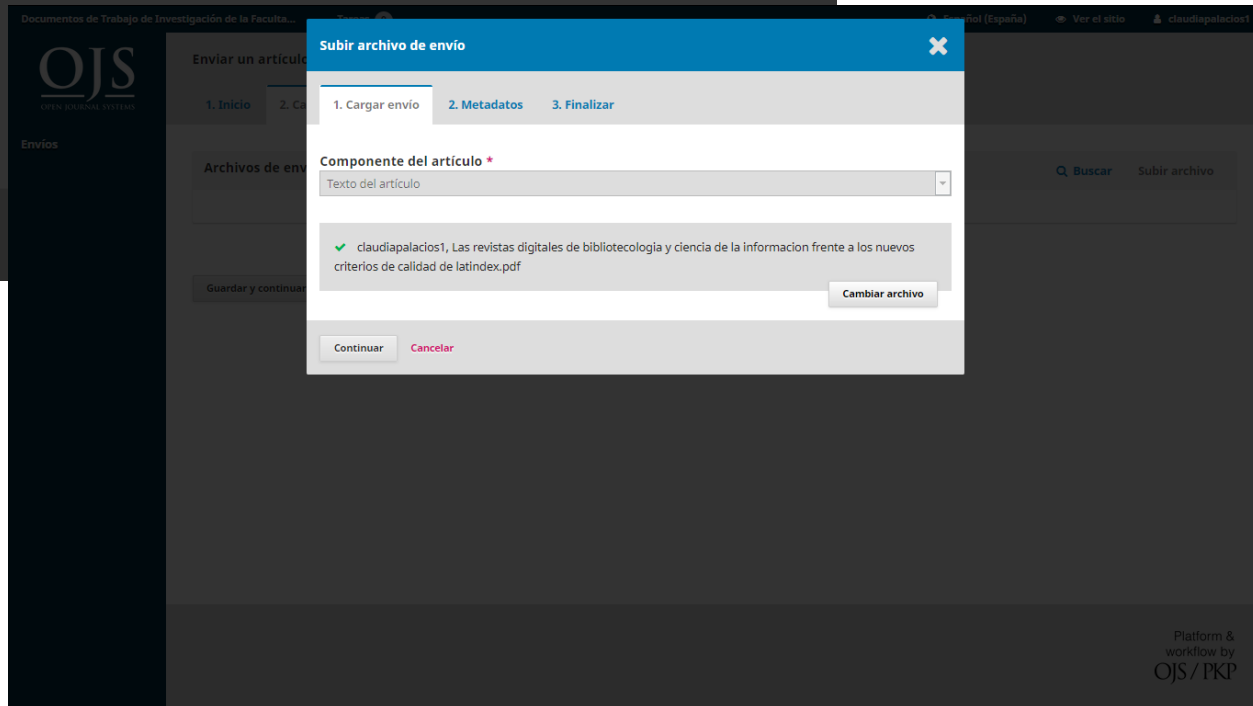 Documentos de Trabajo de Investigación de la Faculta... Tareas
Español (España) Ver el sitio claudiapalacios1
OJS
OPEN JOURNAL SYSTEMS
Envíos
Enviar un artículo
1. Inicio 2. Ca
Archivos de env
Buscar Subir archivo
Guardar y continuar
Subir archivo de envío
1. Cargar envío 2. Metadatos 3. Finalizar
Componente del artículo *
Texto del artículo
claudiapalacios1, Las revistas digitales de bibliotecologia y ciencia de la informacion frente a los nuevos
criterios de calidad de latindex.pdf
Cambiar archivo
Continuar Cancelar
Platform &
workflow by
OJS / PKP